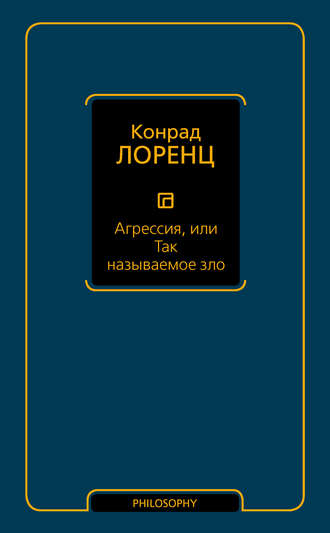 Конрад
ЛОРЕНЦ
Агрессия, или
Так
называемое зло
PHILOSOPHY